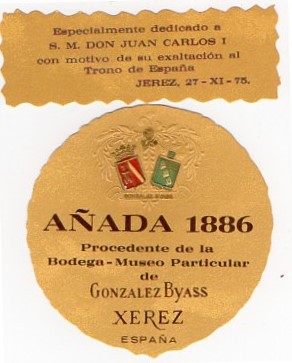 Especialmente dedicado a
S. M. DON JUAN CARLOS I
con motivo de su exaltación al
Trono de España
JEREZ, 27 - XI - 75.
AÑADA 1886
Procedente de la
Bodega - Museo Particular
de
GONZALEZ BYASS
XEREZ
ESPAÑA